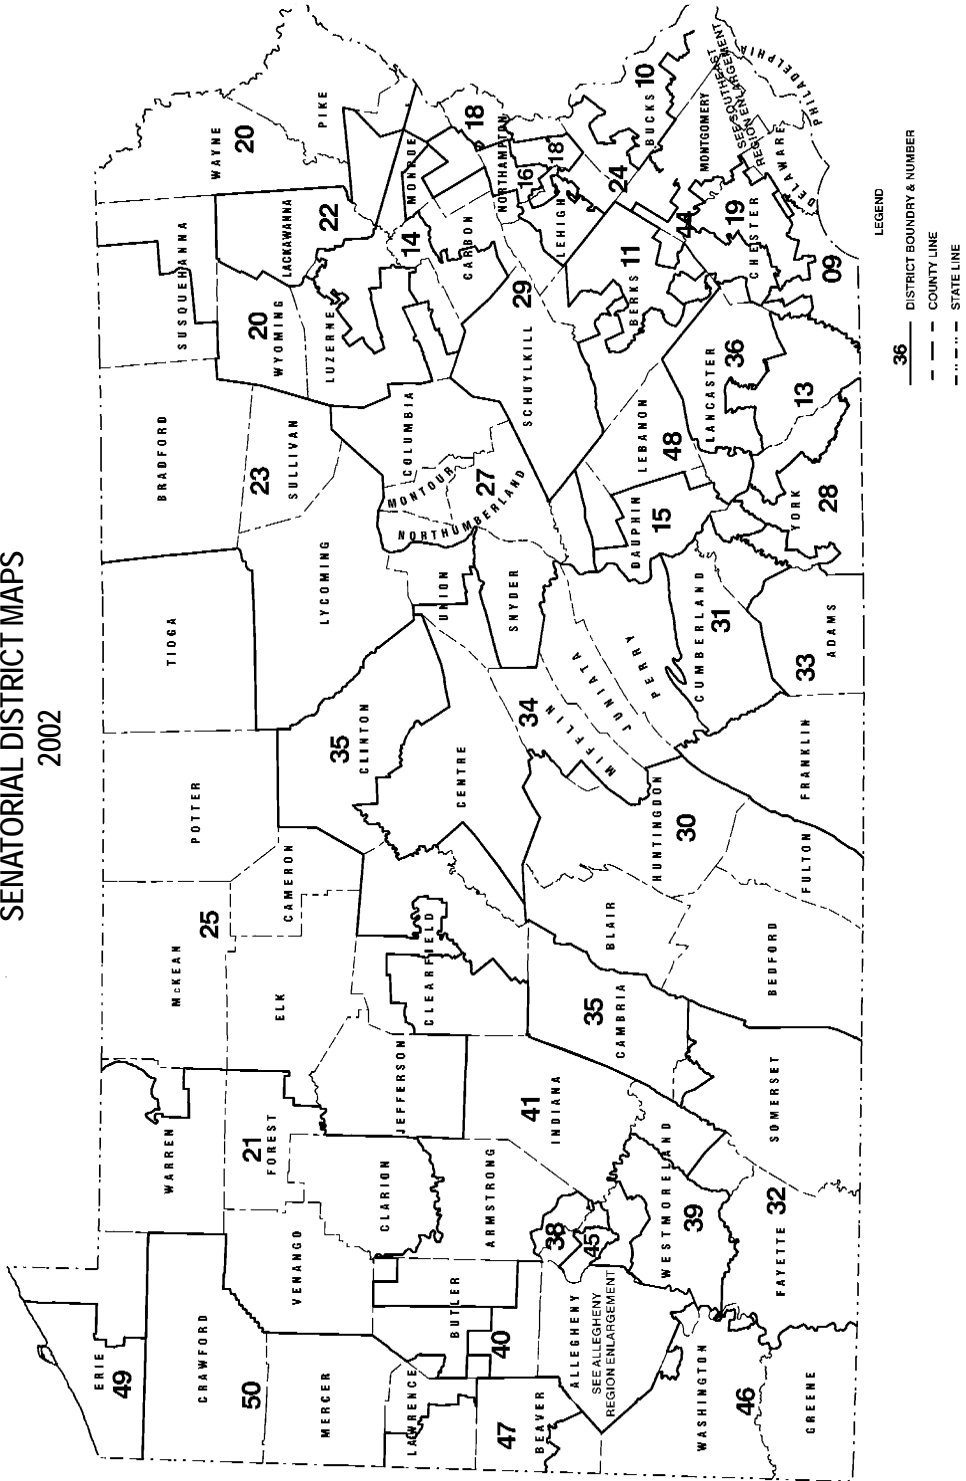 SENATORIAL DISTRICT MAPS
2002
ERIE
49
CRAWFORD
50
MERCER
LAWRENCE
47
BEAVER
WARREN
21
FOREST
VENANGO
CLARION
BUTLER
40
ARMSTRONG
ALLEGHENY
SEE ALLEGHENY
REGION ENLARGEMENT
38
45
WASHINGTON
46
GREENE
WESTMORELAND
39
FAYETTE
32
McKEAN
25
ELK
JEFFERSON
41
INDIANA
CLEARFIELD
35
CAMBRIA
SOMERSET
POTTER
CAMERON
35
CLINTON
CENTRE
BLAIR
HUNTINGDON
30
BEDFORD
FULTON
FRANKLIN
TIOGA
LYCOMING
UNION
SNYDER
34
MIFFLIN
JUNIATA
PERRY
CUMBERLAND
31
33
ADAMS
BRADFORD
23
SULLIVAN
COLUMBIA
MONTOUR
NORTHUMBERLAND
27
DAUPHIN
15
LEBANON
48
YORK
28
SUSQUEHANNA
20
WYOMING
LUZERNE
LACKAWANNA
22
WAYNE
20
PIKE
MONROE
14
CARBON
SCHUYLKILL
29
18
NORTHAMPTON
16
18
LEHIGH
BERKS
11
24
BUCKS
10
MONTGOMERY
44
LANCASTER
36
13
CHESTER
19
09
DELAWARE
PHILADELPHIA
SEE SOUTHEAST
REGION ENLARGEMENT
LEGEND
36 DISTRICT BOUNDRY & NUMBER
COUNTY LINE
STATE LINE